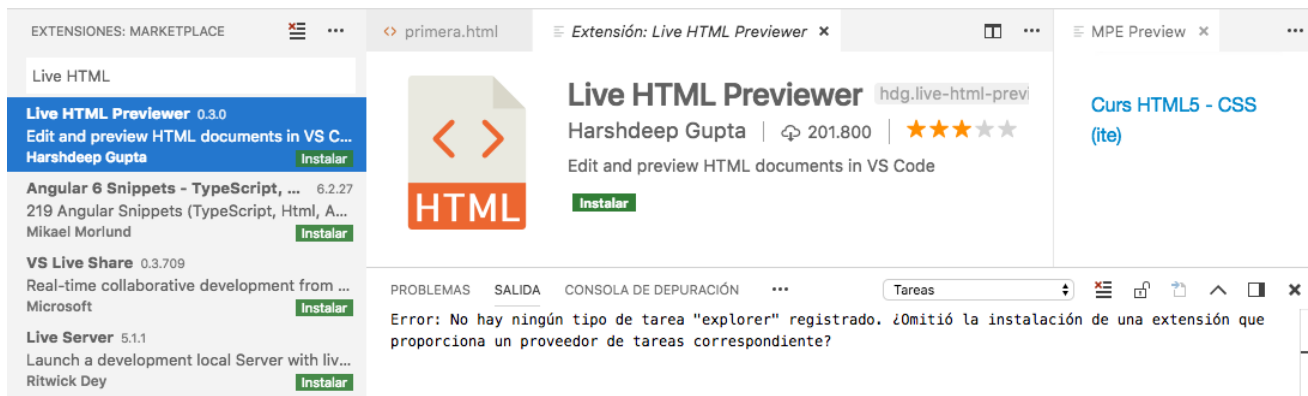 EXTENSIONES: MARKETPLACE
Live HTML
Live HTML Previewer 0.3.0
Edit and preview HTML documents in VS C...
Harshdeep Gupta Instalar
Angular 6 Snippets - TypeScript, ... 6.2.27
219 Angular Snippets (TypeScript, Html, A...
Mikael Morlund Instalar
VS Live Share 0.3.709
Real-time collaborative development from ...
Microsoft Instalar
Live Server 5.1.1
Launch a development local Server with liv...
Ritwick Dey Instalar
primera.html
Extensión: Live HTML Previewer
HTML
Live HTML Previewer hdg.live-html-previ
Harshdeep Gupta 201.800
Edit and preview HTML documents in VS Code
Instalar
MPE Preview
Curs HTML5 - CSS
(ite)
PROBLEMAS SALIDA CONSOLA DE DEPURACIÓN ... Tareas
Error: No hay ningún tipo de tarea "explorer" registrado. ¿Omitió la instalación de una extensión que
proporciona un proveedor de tareas correspondiente?